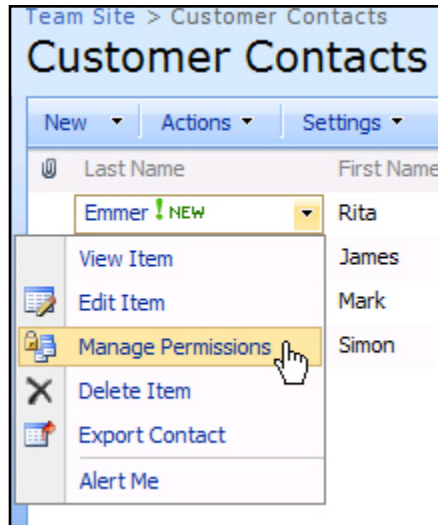 Team Site > Customer Contacts
Customer Contacts
New Actions Settings
Last Name First Name
Emmer ! NEW Rita
View Item James
Edit Item Mark
Manage Permissions Simon
Delete Item
Export Contact
Alert Me